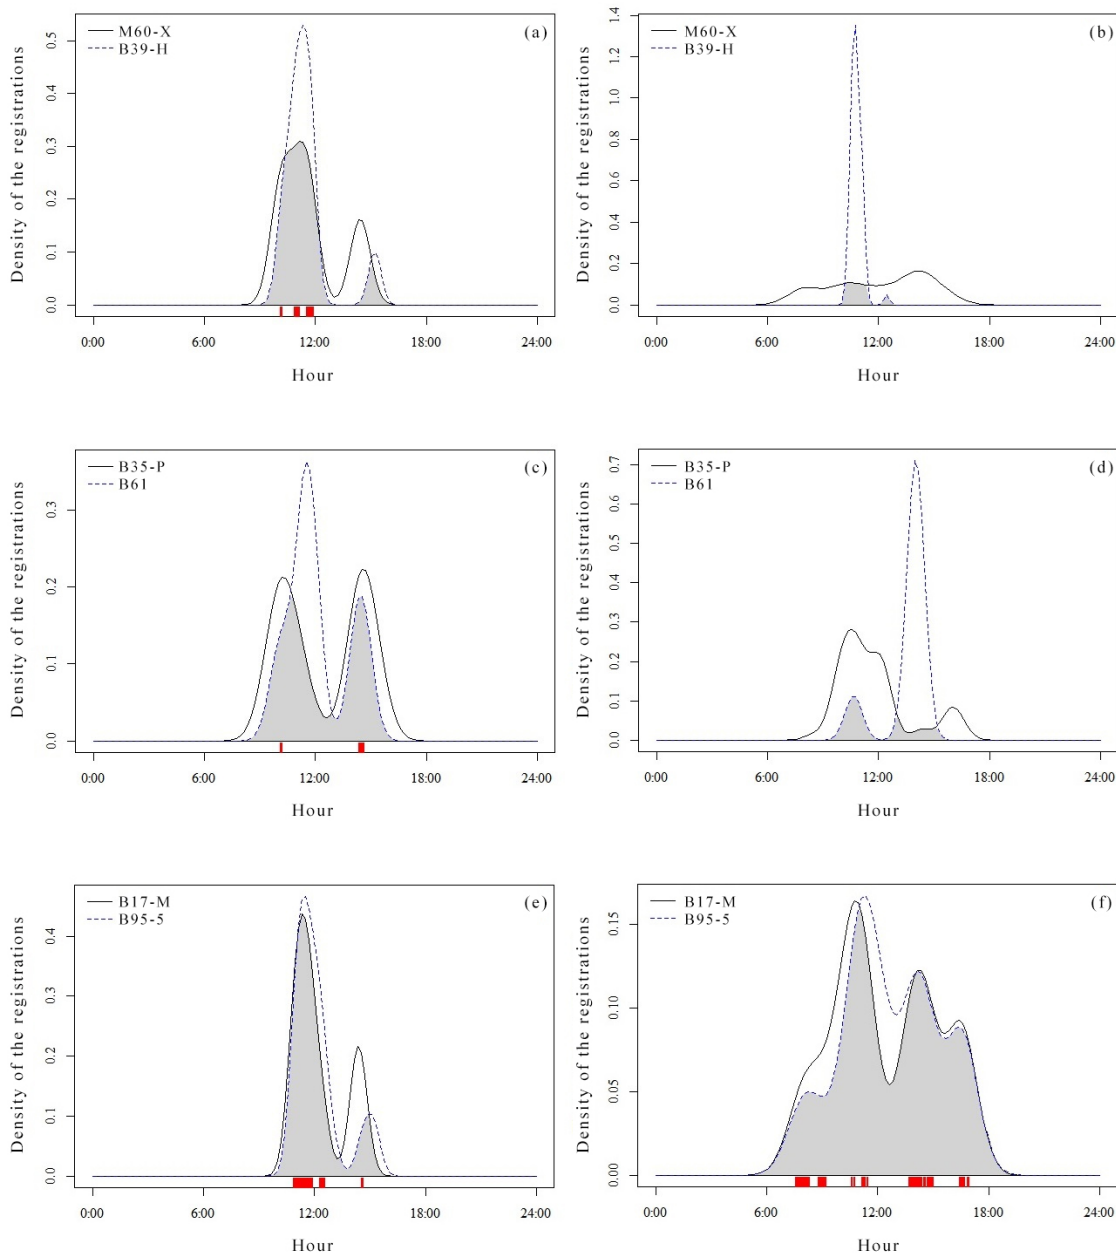 M60-X
B39-H
(a)
Density of the registrations
0.5
0.4
0.3
0.2
0.1
0.0
0:00 6:00 12:00 18:00 24:00
Hour
M60-X
B39-H
(b)
Density of the registrations
1.4
1.2
1.0
0.8
0.6
0.4
0.2
0.0
0:00 6:00 12:00 18:00 24:00
Hour
B35-P
B61
(c)
Density of the registrations
0.3
0.2
0.1
0.0
0:00 6:00 12:00 18:00 24:00
Hour
B35-P
B61
(d)
Density of the registrations
0.7
0.6
0.5
0.4
0.3
0.2
0.1
0.0
0:00 6:00 12:00 18:00 24:00
Hour
B17-M
B95-5
(e)
Density of the registrations
0.4
0.3
0.2
0.1
0.0
0:00 6:00 12:00 18:00 24:00
Hour
B17-M
B95-5
(f)
Density of the registrations
0.15
0.10
0.05
0.00
0:00 6:00 12:00 18:00 24:00
Hour